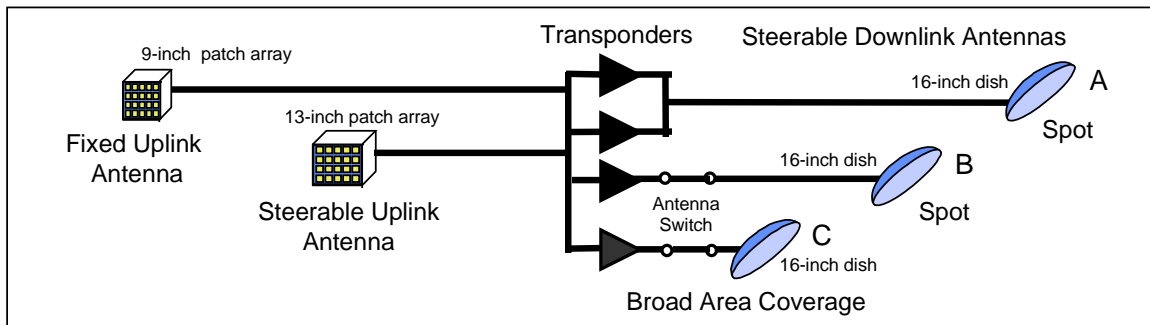 Transponders
Steerable Downlink Antennas
9-inch patch array
16-inch dish
A
Spot
13-inch patch array
Fixed Uplink
Antenna
16-inch dish
B
Spot
Steerable Uplink
Antenna
Antenna
Switch
C
16-inch dish
Broad Area Coverage